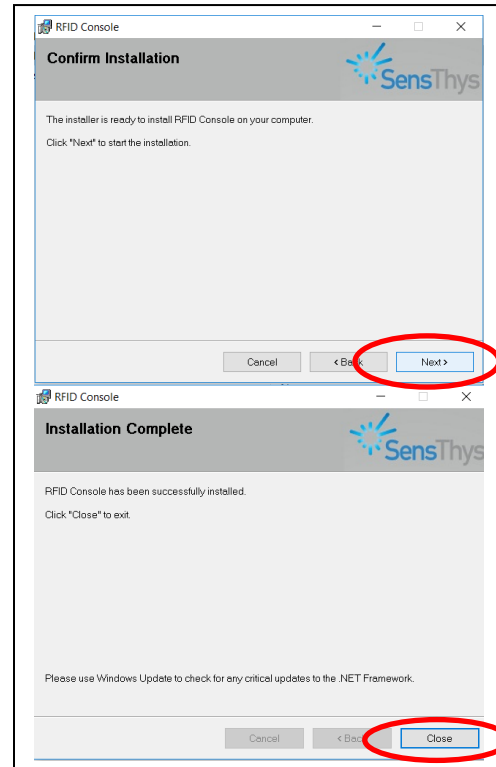 RFID Console
Confirm Installation
SensThys
The installer is ready to install RFID Console on your computer.
Click "Next" to start the installation.
Cancel
< Back
Next >
RFID Console
Installation Complete
SensThys
RFID Console has been successfully installed.
Click "Close" to exit.
Please use Windows Update to check for any critical updates to the .NET Framework.
Cancel
< Back
Close